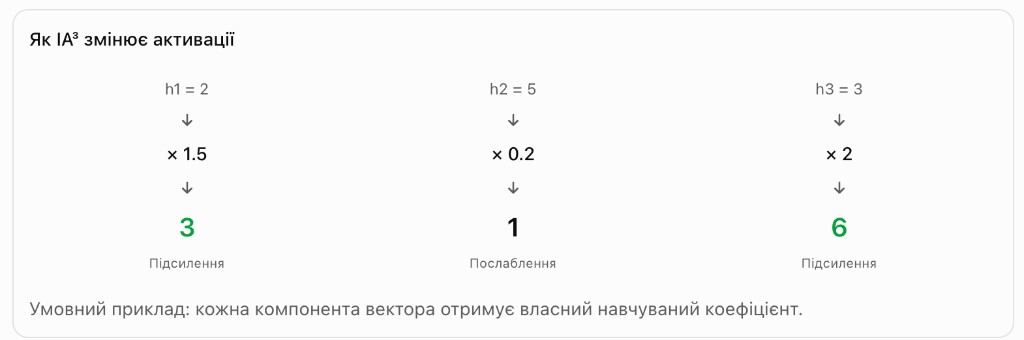 Як IA³ змінює активації
h1 = 2 h2 = 5 h3 = 3
↓ ↓ ↓
× 1.5 × 0.2 × 2
↓ ↓ ↓
3 1 6
Підсилення Послаблення Підсилення
Умовний приклад: кожна компонента вектора отримує власний навчуваний коефіцієнт.